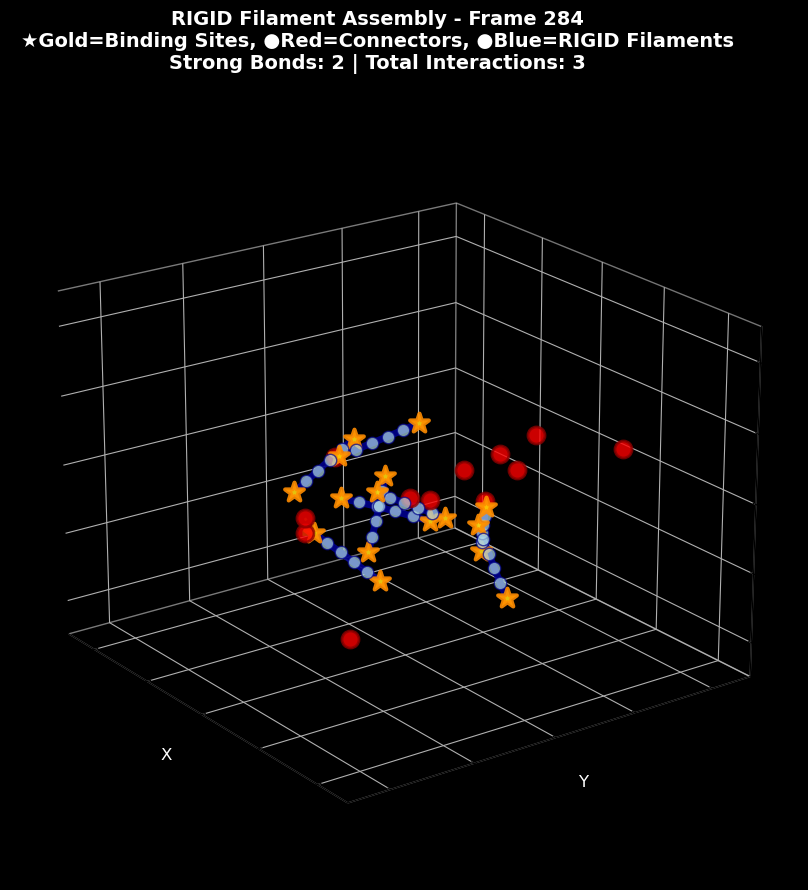 RIGID Filament Assembly - Frame 284
★Gold=Binding Sites, ●Red=Connectors, ●Blue=RIGID Filaments
Strong Bonds: 2 | Total Interactions: 3
X
Y